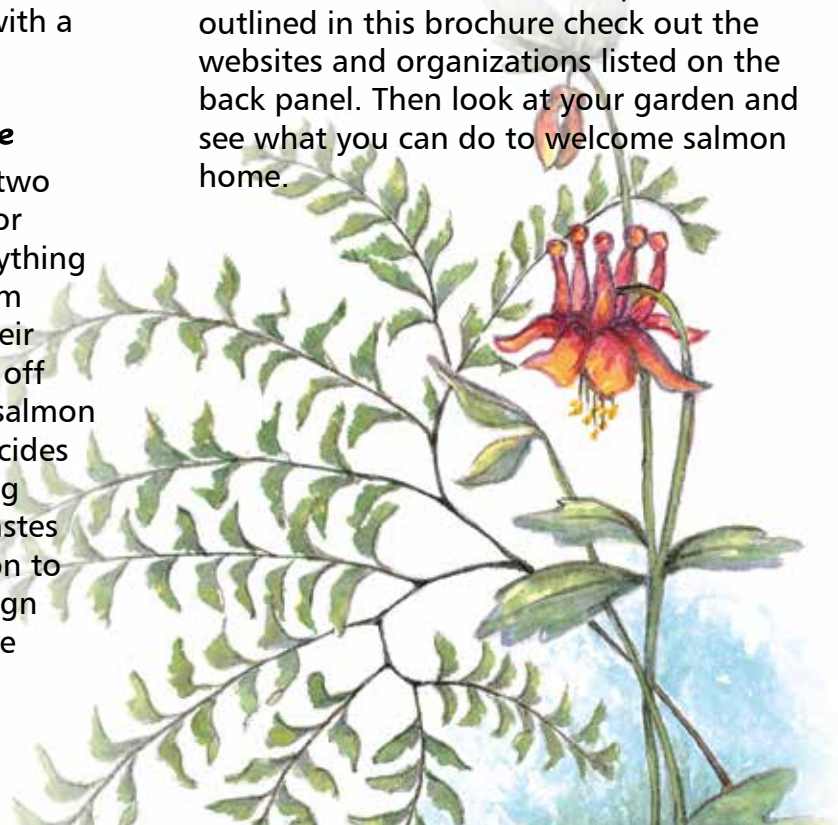 with a
e
two
or
ything
m
eir
off
salmon
cides
g
astes
on to
ign
e
outlined in this brochure check out the
websites and organizations listed on the
back panel. Then look at your garden and
see what you can do to welcome salmon
home.